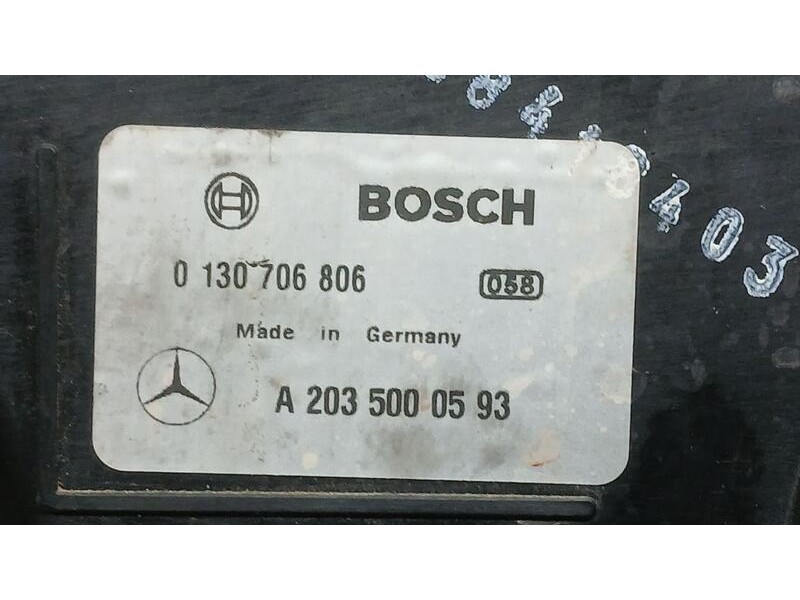 BOSCH
0 130 706 806 058
Made in Germany
A 203 500 05 93